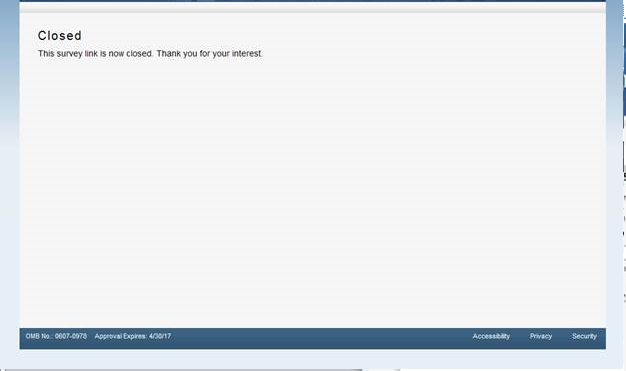 Closed
This survey link is now closed. Thank you for your interest.
OMB No.: 0607-0978 Approval Expires: 4/30/17 Accessibility Privacy Security